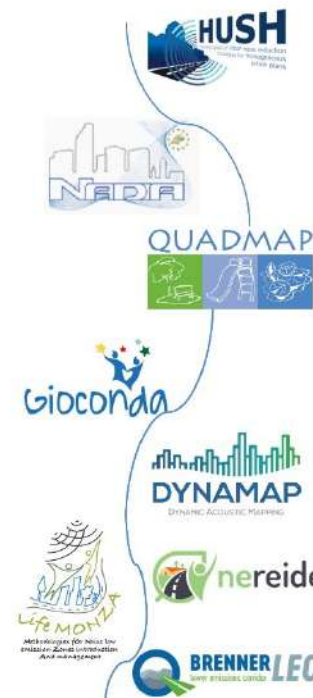 HUSH
NADIA
QUADMAP
Gioconda
DYNAMAP
DYNAMIC ACOUSTIC MAPPING
nereide
Life MONZA
Methodologies for Noise low
emission Zones introduction
And management
BRENNER LEC
lower emissions corridor